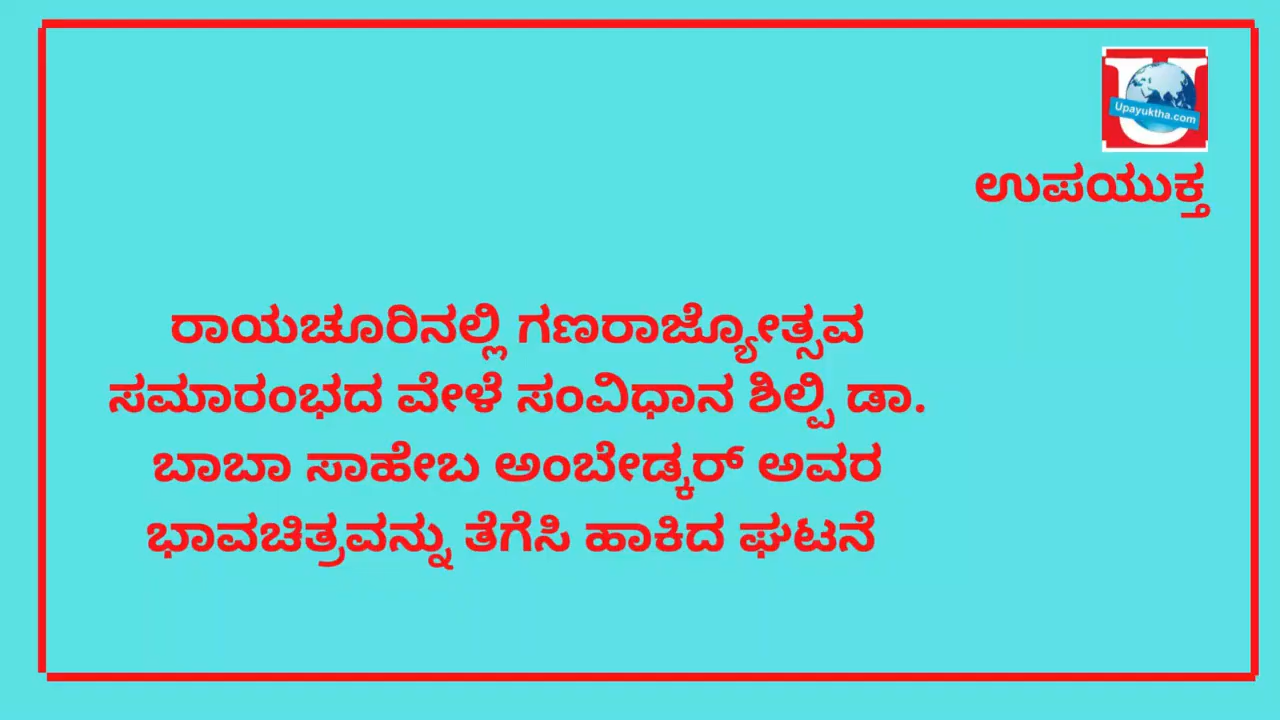 U
Upayuktha.com
ಉಪಯುಕ್ತ
ರಾಯಚೂರಿನಲ್ಲಿ ಗಣರಾಜ್ಯೋತ್ಸವ
ಸಮಾರಂಭದ ವೇಳೆ ಸಂವಿಧಾನ ಶಿಲ್ಪಿ ಡಾ.
ಬಾಬಾ ಸಾಹೇಬ ಅಂಬೇಡ್ಕರ್ ಅವರ
ಭಾವಚಿತ್ರವನ್ನು ತೆಗೆಸಿ ಹಾಕಿದ ಘಟನೆ